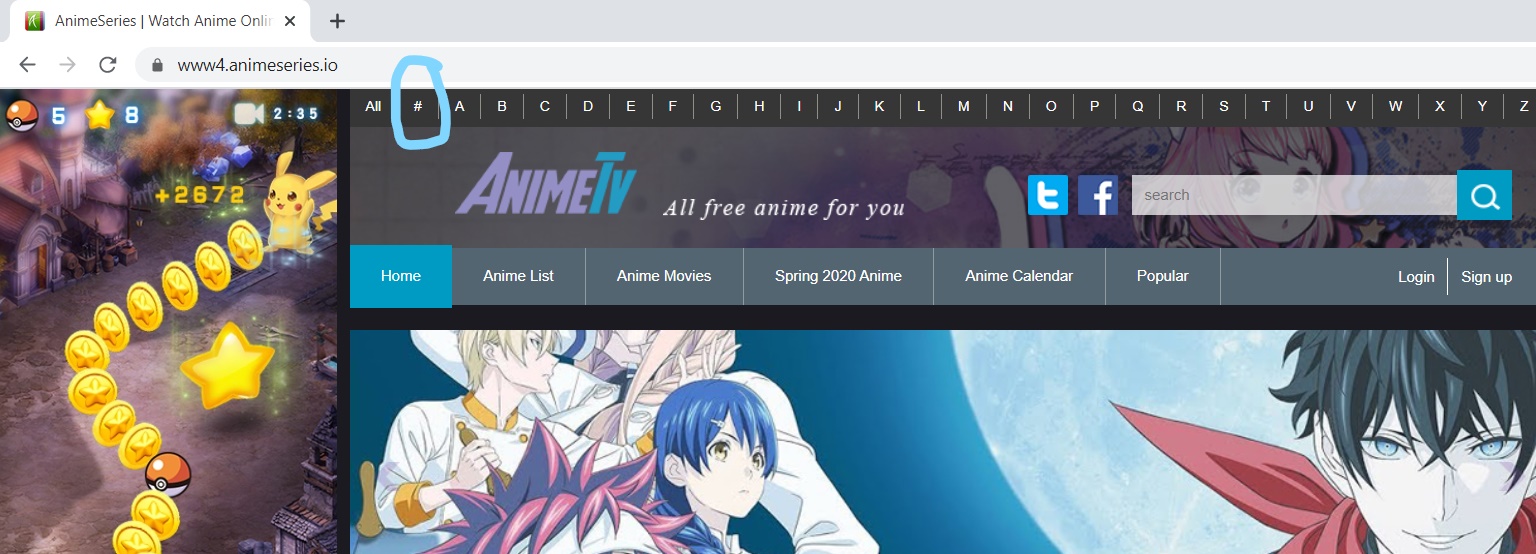 AnimeSeries | Watch Anime Onlin
www4.animeseries.io
5 8 2:35
All # A B C D E F G H I J K L M N O P Q R S T U V W X Y Z
+2672
ANIMETV
All free anime for you
t f search
Home Anime List Anime Movies Spring 2020 Anime Anime Calendar Popular Login Sign up